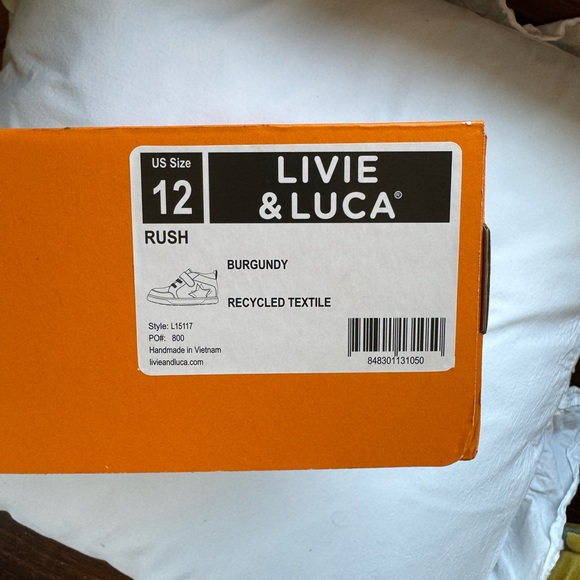 US Size
12
LIVIE
& LUCA®
RUSH
BURGUNDY
RECYCLED TEXTILE
Style: L15117
PO#: 800
Handmade in Vietnam
livieandluca.com
848301131050